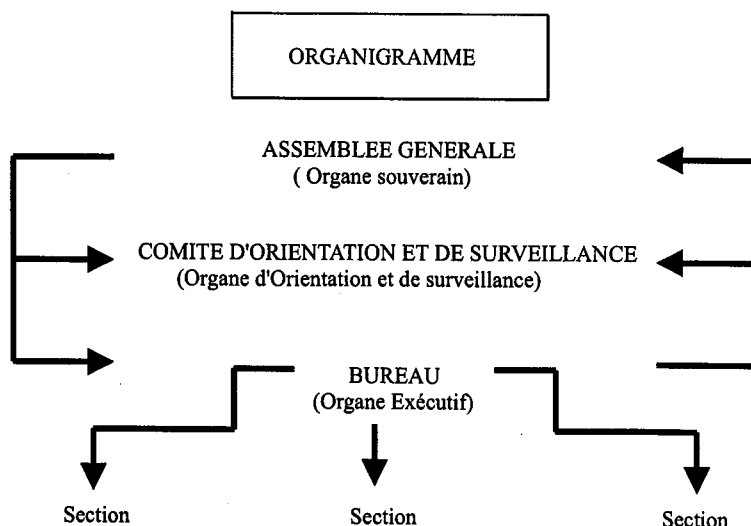 ORGANIGRAMME
ASSEMBLEE GENERALE
( Organe souverain)
COMITE D'ORIENTATION ET DE SURVEILLANCE
(Organe d'Orientation et de surveillance)
BUREAU
(Organe Exécutif)
Section Section Section